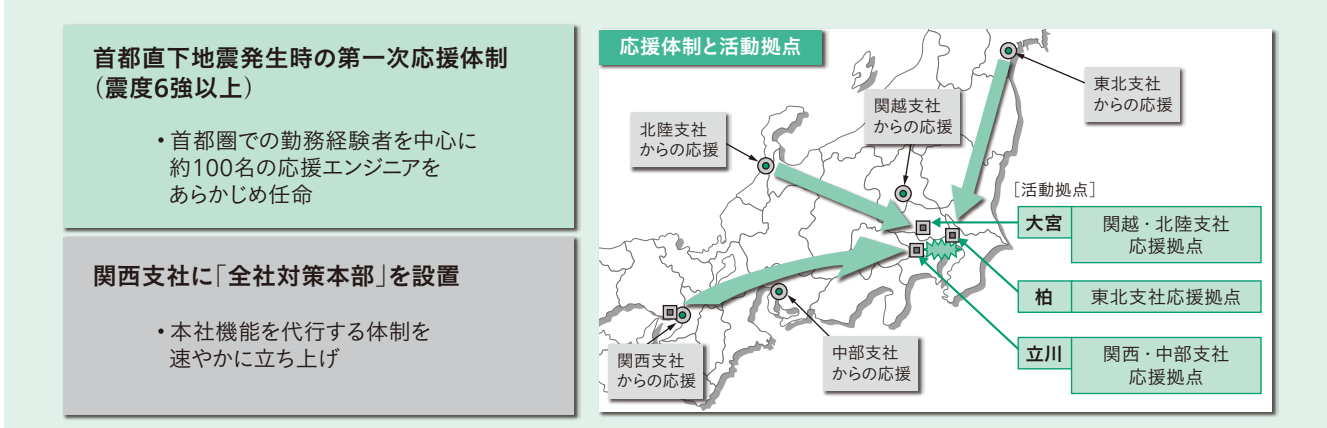 首都直下地震発生時の第一次応援体制
（震度6強以上）
・首都圏での勤務経験者を中心に
約100名の応援エンジニアを
あらかじめ任命
関西支社に「全社対策本部」を設置
・本社機能を代行する体制を
速やかに立ち上げ
応援体制と活動拠点
東北支社
からの応援
関越支社
からの応援
北陸支社
からの応援
関西支社
からの応援
中部支社
からの応援
［活動拠点］
大宮
関越・北陸支社
応援拠点
柏
東北支社応援拠点
立川
関西・中部支社
応援拠点